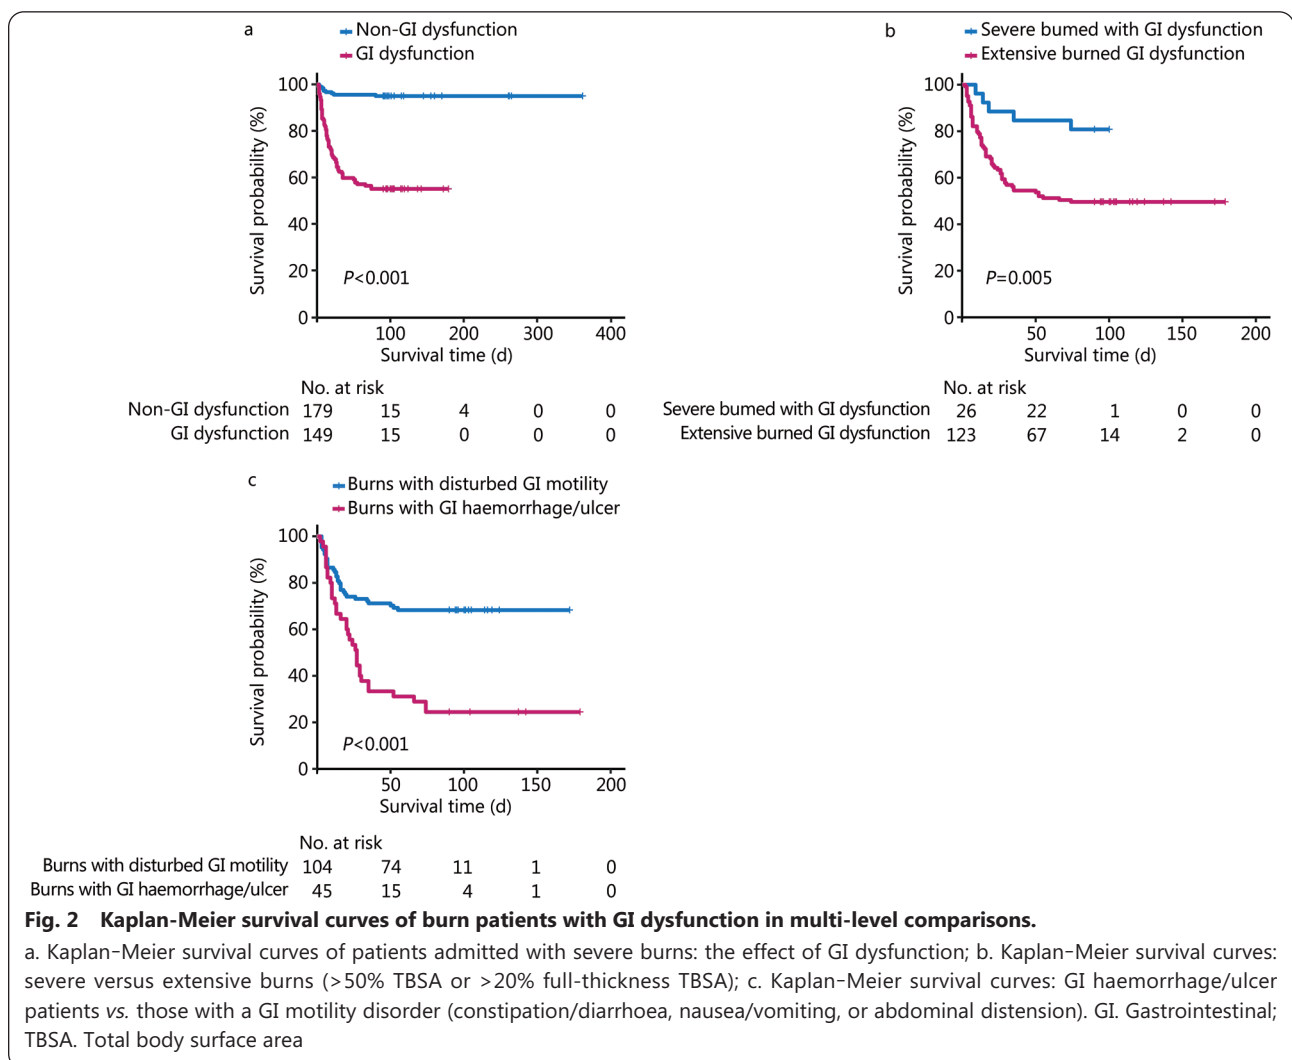 a
Non-GI dysfunction
GI dysfunction
100
80
60
40
20
0
Survival probability (%)
P<0.001
100 200 300 400
Survival time (d)
No. at risk
Non-GI dysfunction 179 15 4 0 0
GI dysfunction 149 15 0 0 0
b
Severe bumed with GI dysfunction
Extensive burned GI dysfunction
100
80
60
40
20
0
Survival probability (%)
P=0.005
50 100 150 200
Survival time (d)
No. at risk
Severe bumed with GI dysfunction 26 22 1 0 0
Extensive burned GI dysfunction 123 67 14 2 0
c
Burns with disturbed GI motility
Burns with GI haemorrhage/ulcer
100
80
60
40
20
0
Survival probability (%)
P<0.001
50 100 150 200
Survival time (d)
No. at risk
Burns with disturbed GI motility 104 74 11 1 0
Burns with GI haemorrhage/ulcer 45 15 4 1 0
Fig. 2 Kaplan-Meier survival curves of burn patients with GI dysfunction in multi-level comparisons.
a. Kaplan–Meier survival curves of patients admitted with severe burns: the effect of GI dysfunction; b. Kaplan–Meier survival curves:
severe versus extensive burns (>50% TBSA or >20% full-thickness TBSA); c. Kaplan–Meier survival curves: GI haemorrhage/ulcer
patients vs. those with a GI motility disorder (constipation/diarrhoea, nausea/vomiting, or abdominal distension). GI. Gastrointestinal;
TBSA. Total body surface area